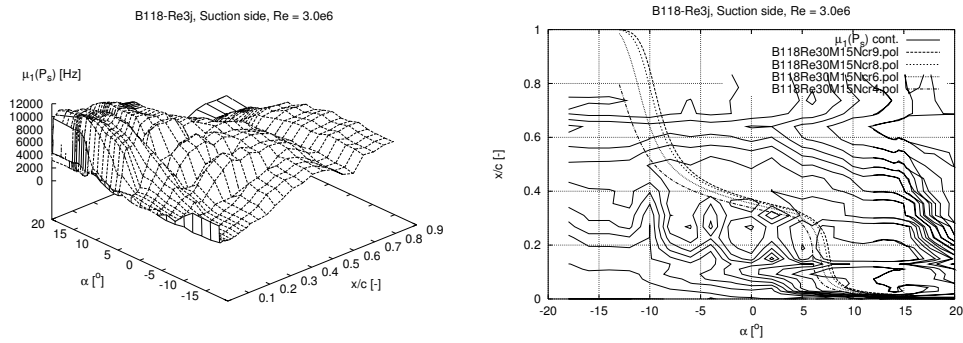 B118-Re3j, Suction side, Re = 3.0e6
μ1(Ps) [Hz]
12000
10000
8000
6000
4000
2000
0
20
15
10
5
0
-5
-10
-15
α [°]
0.1
0.2
0.3
0.4
0.5
0.6
0.7
0.8
0.9
x/c [-]
B118-Re3j, Suction side, Re = 3.0e6
μ1(Ps) cont.
B118Re30M15Ncr9.pol
B118Re30M15Ncr8.pol
B118Re30M15Ncr6.pol
B118Re30M15Ncr4.pol
1
0.8
0.6
0.4
0.2
0
x/c [-]
-20 -15 -10 -5 0 5 10 15 20
α [°]